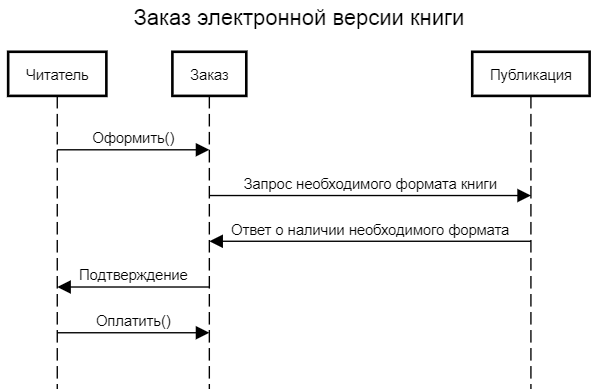 Заказ электронной версии книги
Читатель
Заказ
Публикация
Оформить()
Запрос необходимого формата книги
Ответ о наличии необходимого формата
Подтверждение
Оплатить()